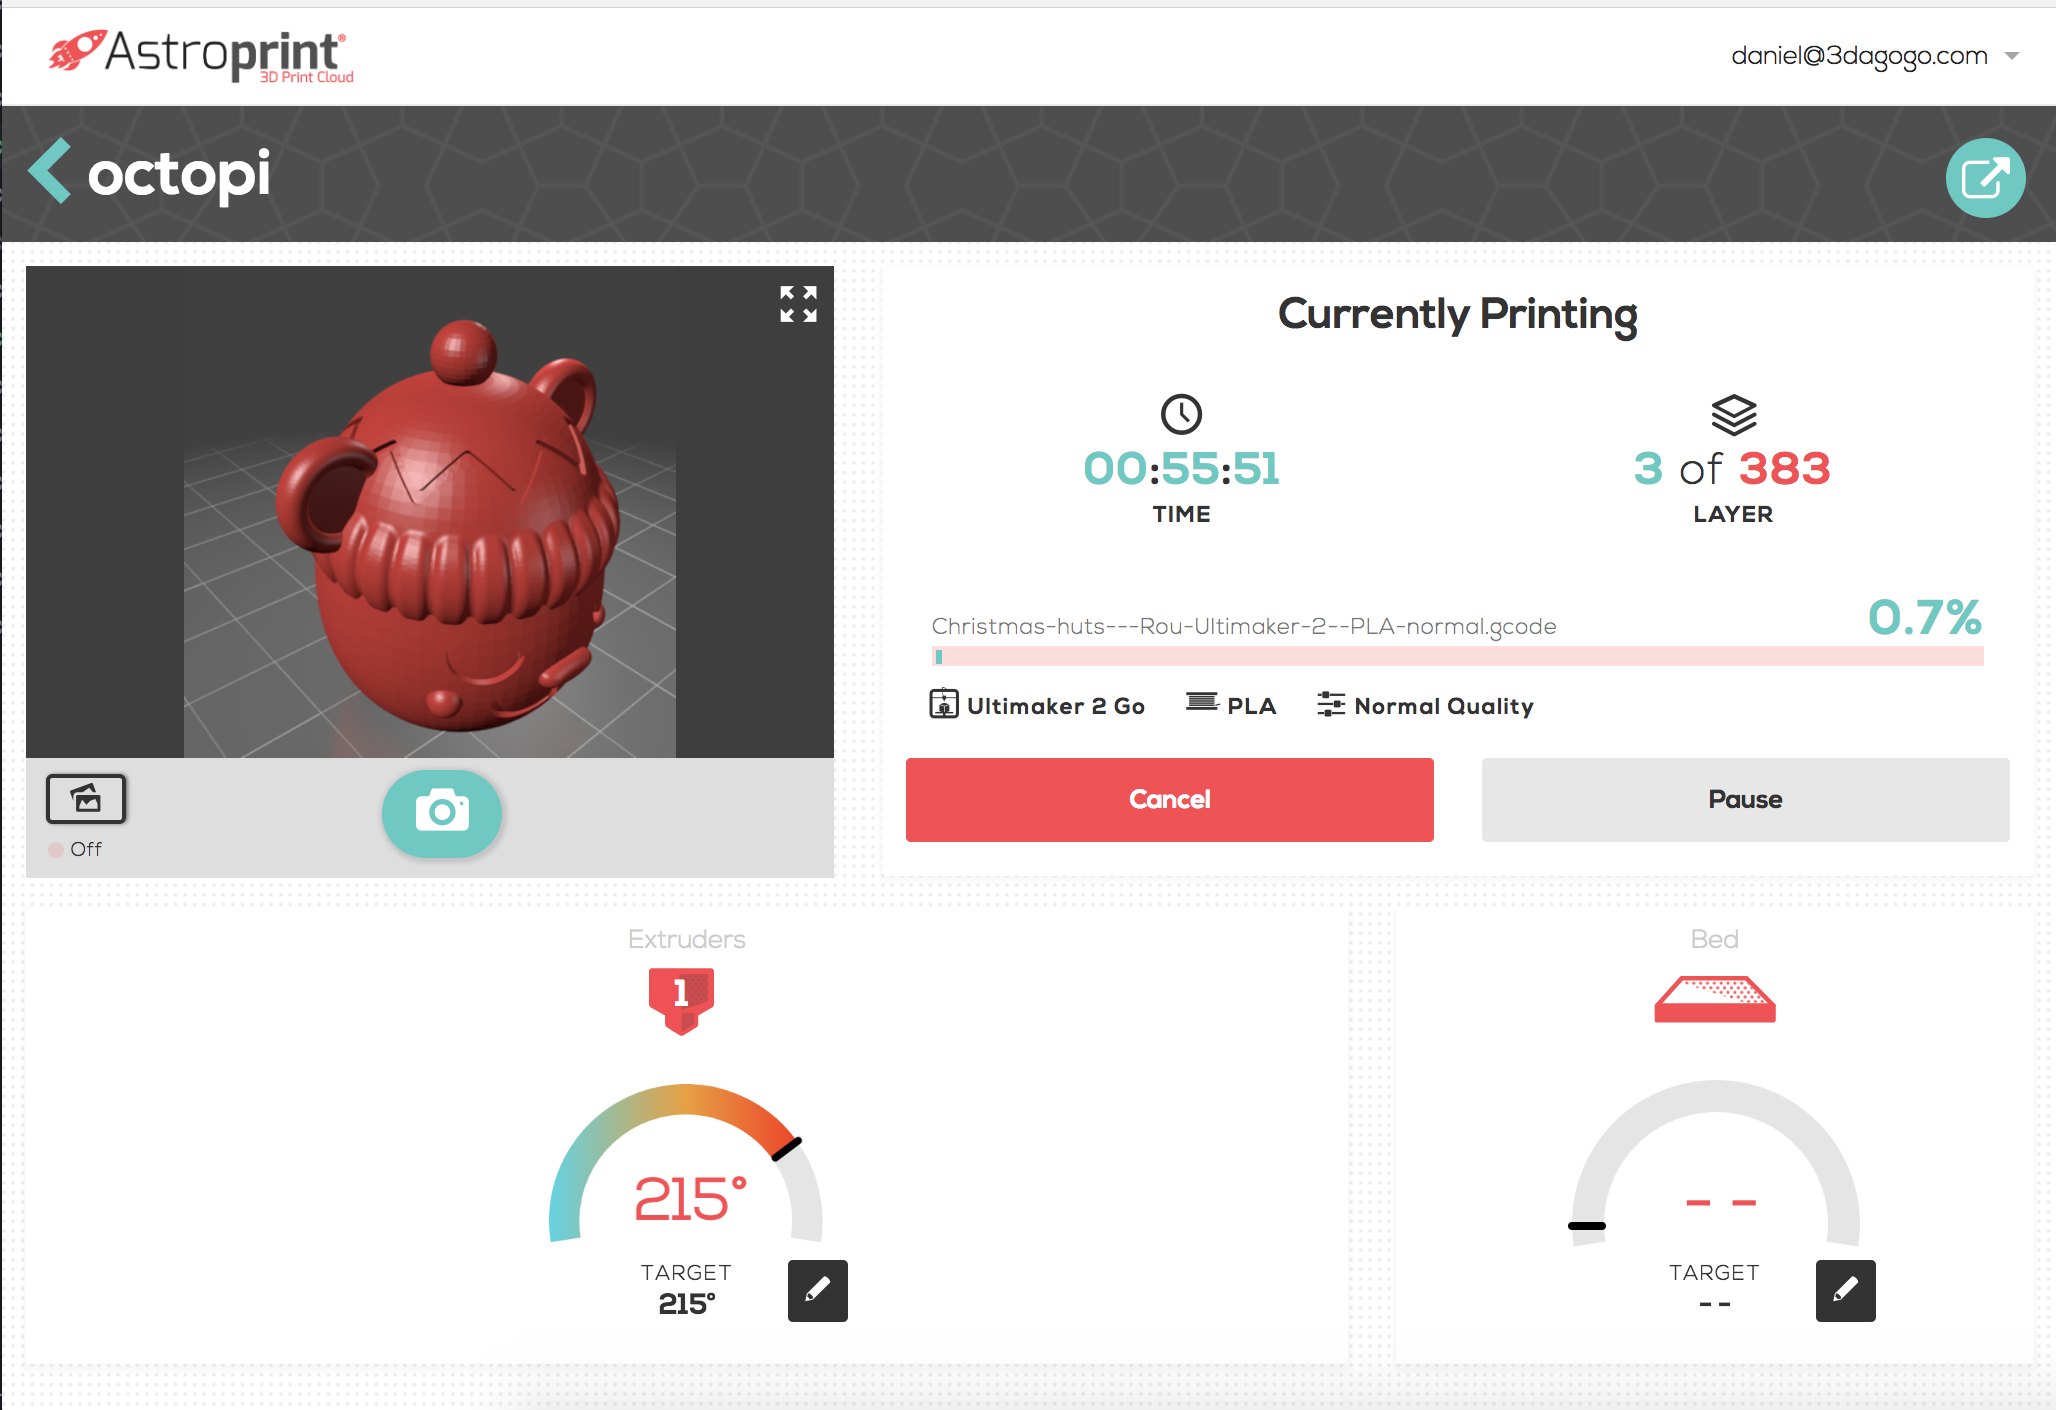 Astroprint®
3D Print Cloud
daniel@3dagogo.com
octopi
Currently Printing
00:55:51
TIME
3 of 383
LAYER
Christmas-huts---Rou-Ultimaker-2--PLA-normal.gcode
0.7%
Ultimaker 2 Go
PLA
Normal Quality
Cancel
Pause
Off
Extruders
1
215°
TARGET
215°
Bed
- -
TARGET
- -